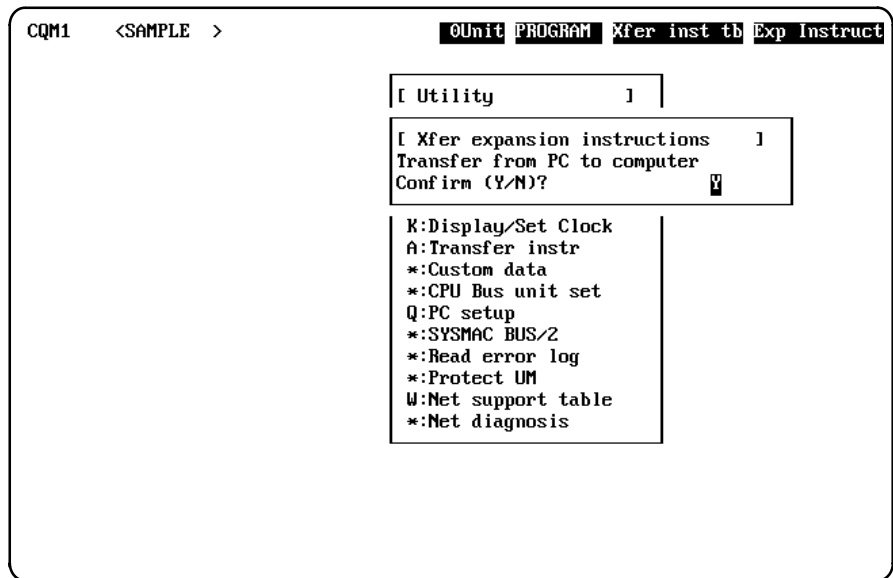 CQM1 <SAMPLE > 0Unit PROGRAM Xfer inst tb Exp Instruct
[ Utility ]
[ Xfer expansion instructions ]
Transfer from PC to computer
Confirm (Y/N)? Y
K:Display/Set Clock
A:Transfer instr
*:Custom data
*:CPU Bus unit set
Q:PC setup
*:SYSMAC BUS/2
*:Read error log
*:Protect UM
W:Net support table
*:Net diagnosis